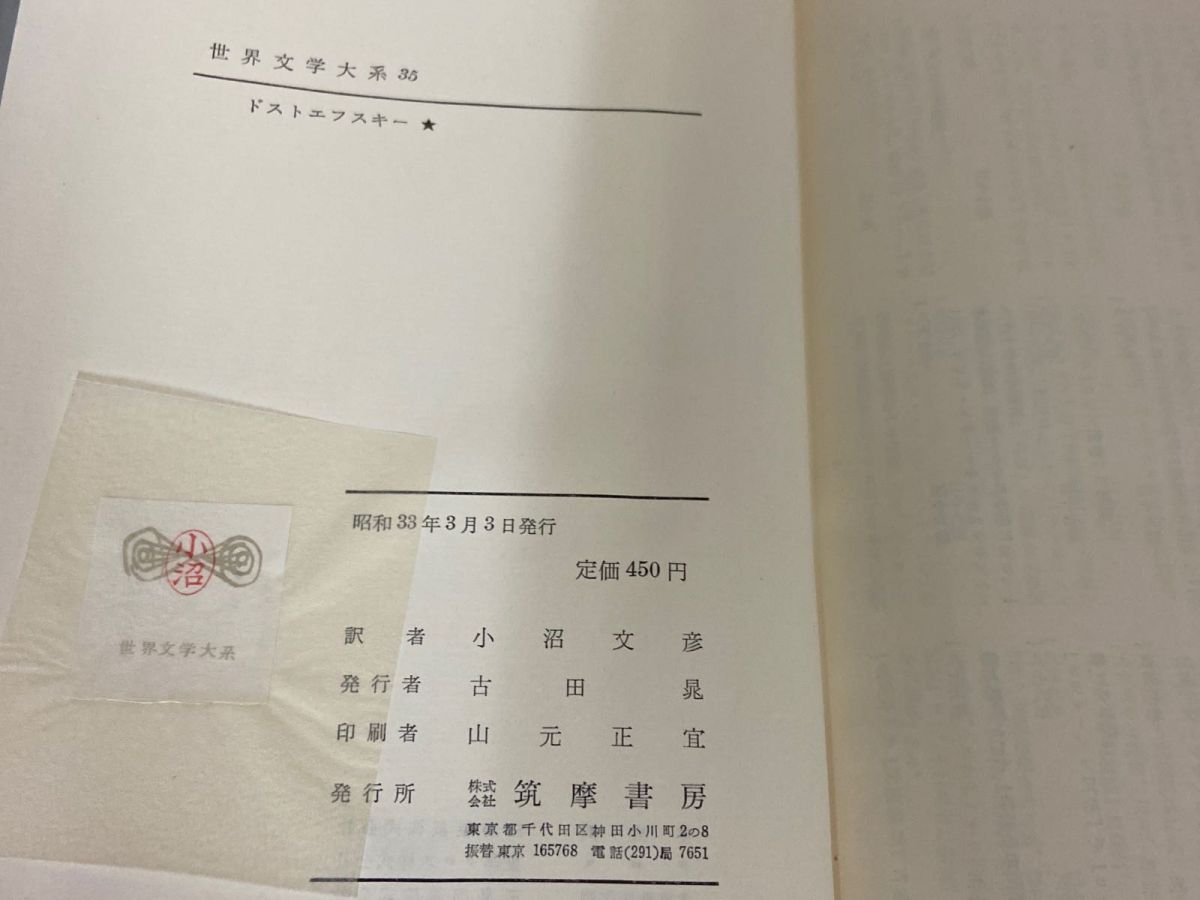 世界文学大系 35
ドストエフスキー ★
小沼
世界文学大系
昭和33年3月3日発行
定価 450 円
訳者 小沼文彦
発行者 古田晁
印刷者 山元正宜
発行所 株式会社 筑摩書房
東京都千代田区神田小川町2の8
振替東京 165768 電話(291)局 7651